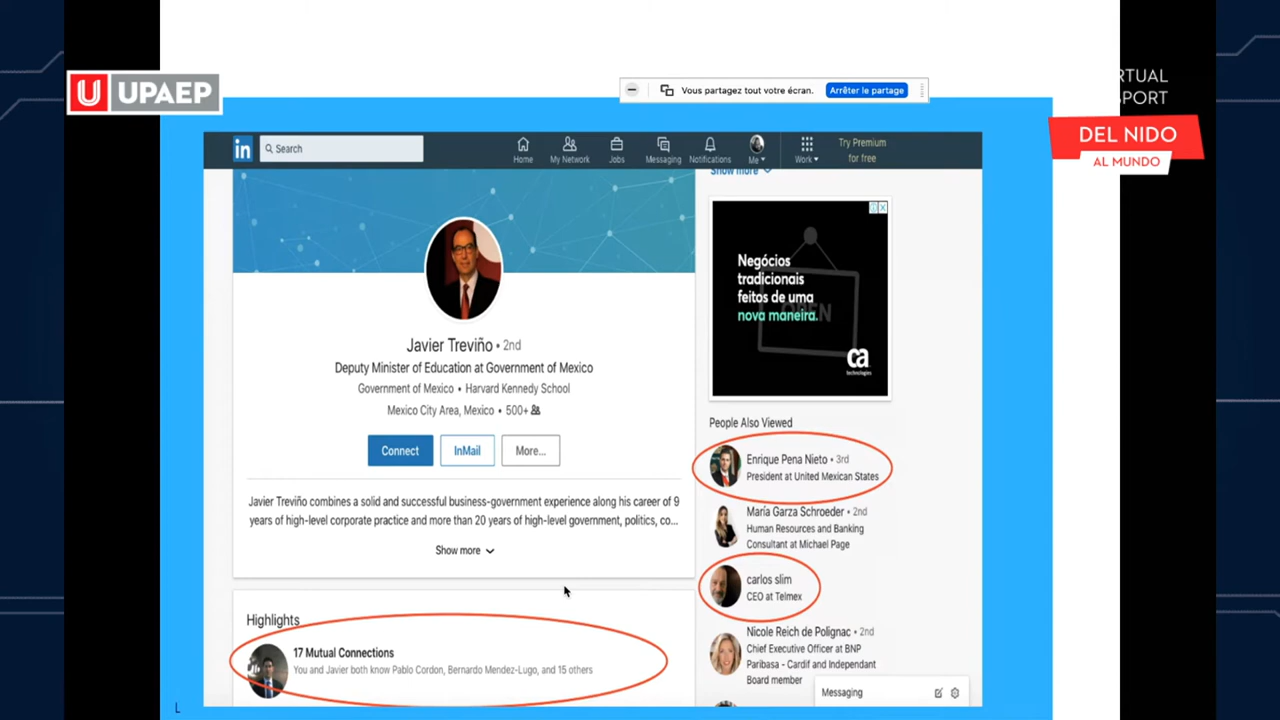 UPAEP
Vous partagez tout votre écran.
Arrêter le partage
RTUAL
PORT
DEL NIDO
AL MUNDO
in
Search
Home
My Network
Jobs
Messaging
Notifications
Me
Work
Try Premium
for free
Show more
Negócios
tradicionais
feitos de uma
nova maneira.
OPEN
ca
technologies
Javier Treviño • 2nd
Deputy Minister of Education at Government of Mexico
Government of Mexico • Harvard Kennedy School
Mexico City Area, Mexico • 500+
Connect
InMail
More...
Javier Treviño combines a solid and successful business-government experience along his career of 9
years of high-level corporate practice and more than 20 years of high-level government, politics, co...
Show more
Highlights
17 Mutual Connections
You and Javier both know Pablo Cordon, Bernardo Mendez-Lugo, and 15 others
People Also Viewed
Enrique Pena Nieto • 3rd
President at United Mexican States
María Garza Schroeder • 2nd
Human Resources and Banking
Consultant at Michael Page
carlos slim
CEO at Telmex
Nicole Reich de Polignac • 2nd
Chief Executive Officer at BNP
Paribasa - Cardif and Independant
Board member
Messaging
L